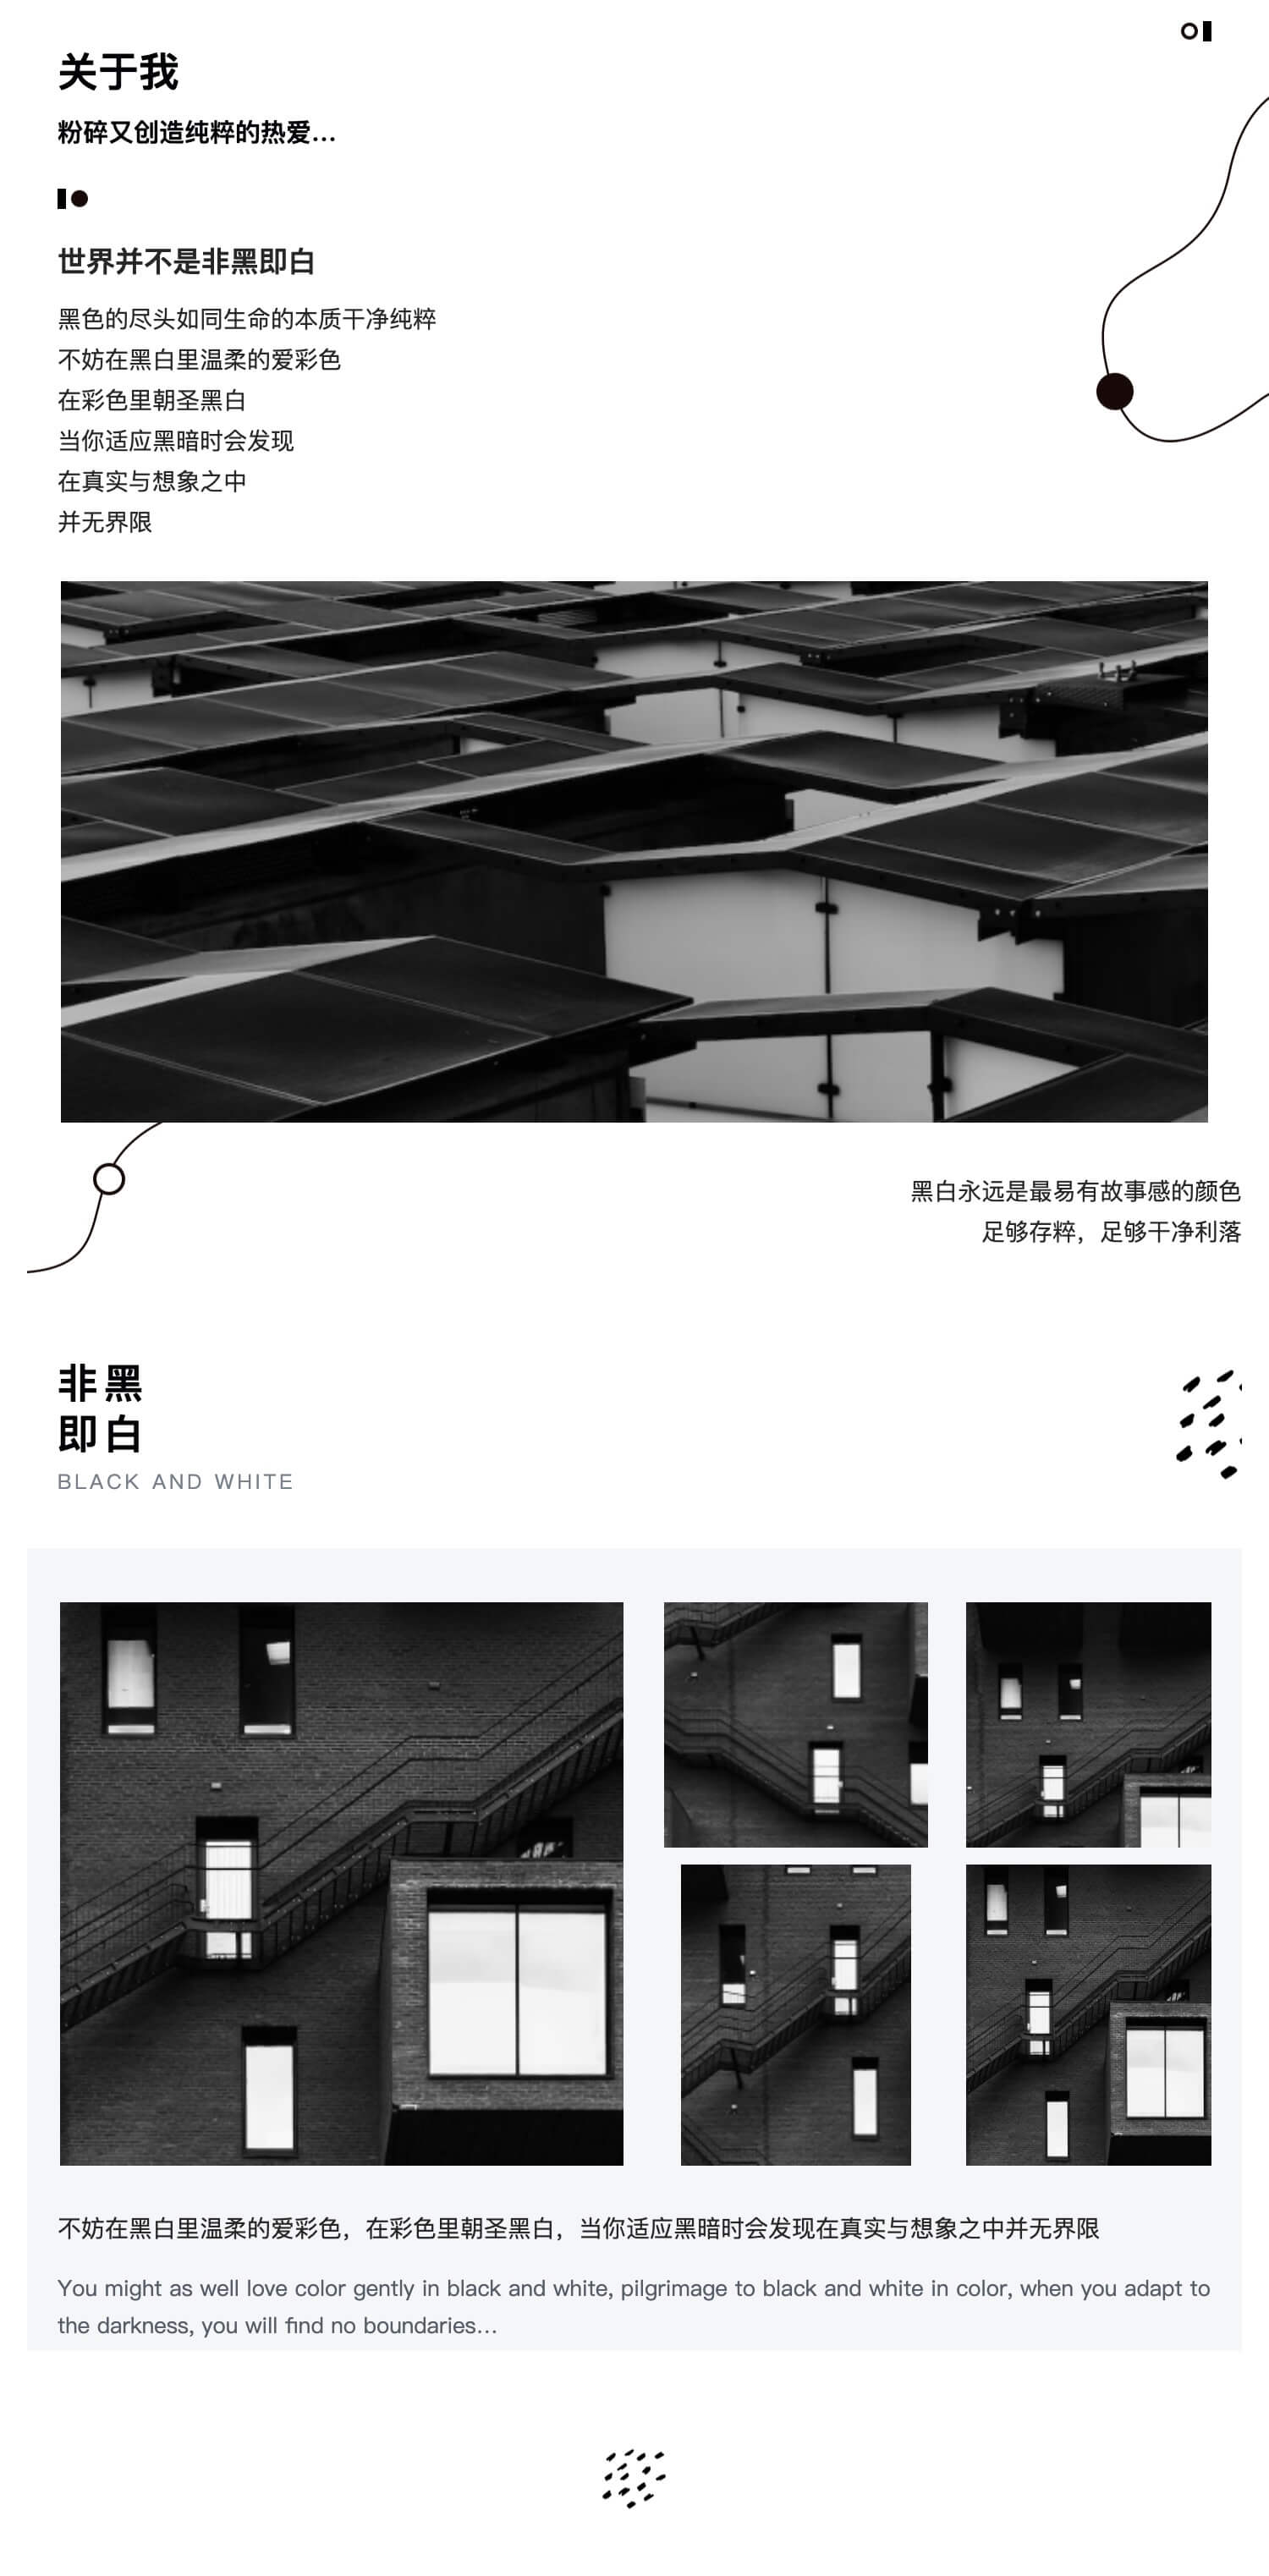 关于我
粉碎又创造纯粹的热爱...
世界并不是非黑即白
黑色的尽头如同生命的本质干净纯粹
不妨在黑白里温柔的爱彩色
在彩色里朝圣黑白
当你适应黑暗时会发现
在真实与想象之中
并无界限
黑白永远是最易有故事感的颜色
足够存粹，足够干净利落
非黑
即白
BLACK AND WHITE
不妨在黑白里温柔的爱彩色，在彩色里朝圣黑白，当你适应黑暗时会发现在真实与想象之中并无界限
You might as well love color gently in black and white, pilgrimage to black and white in color, when you adapt to
the darkness, you will find no boundaries...